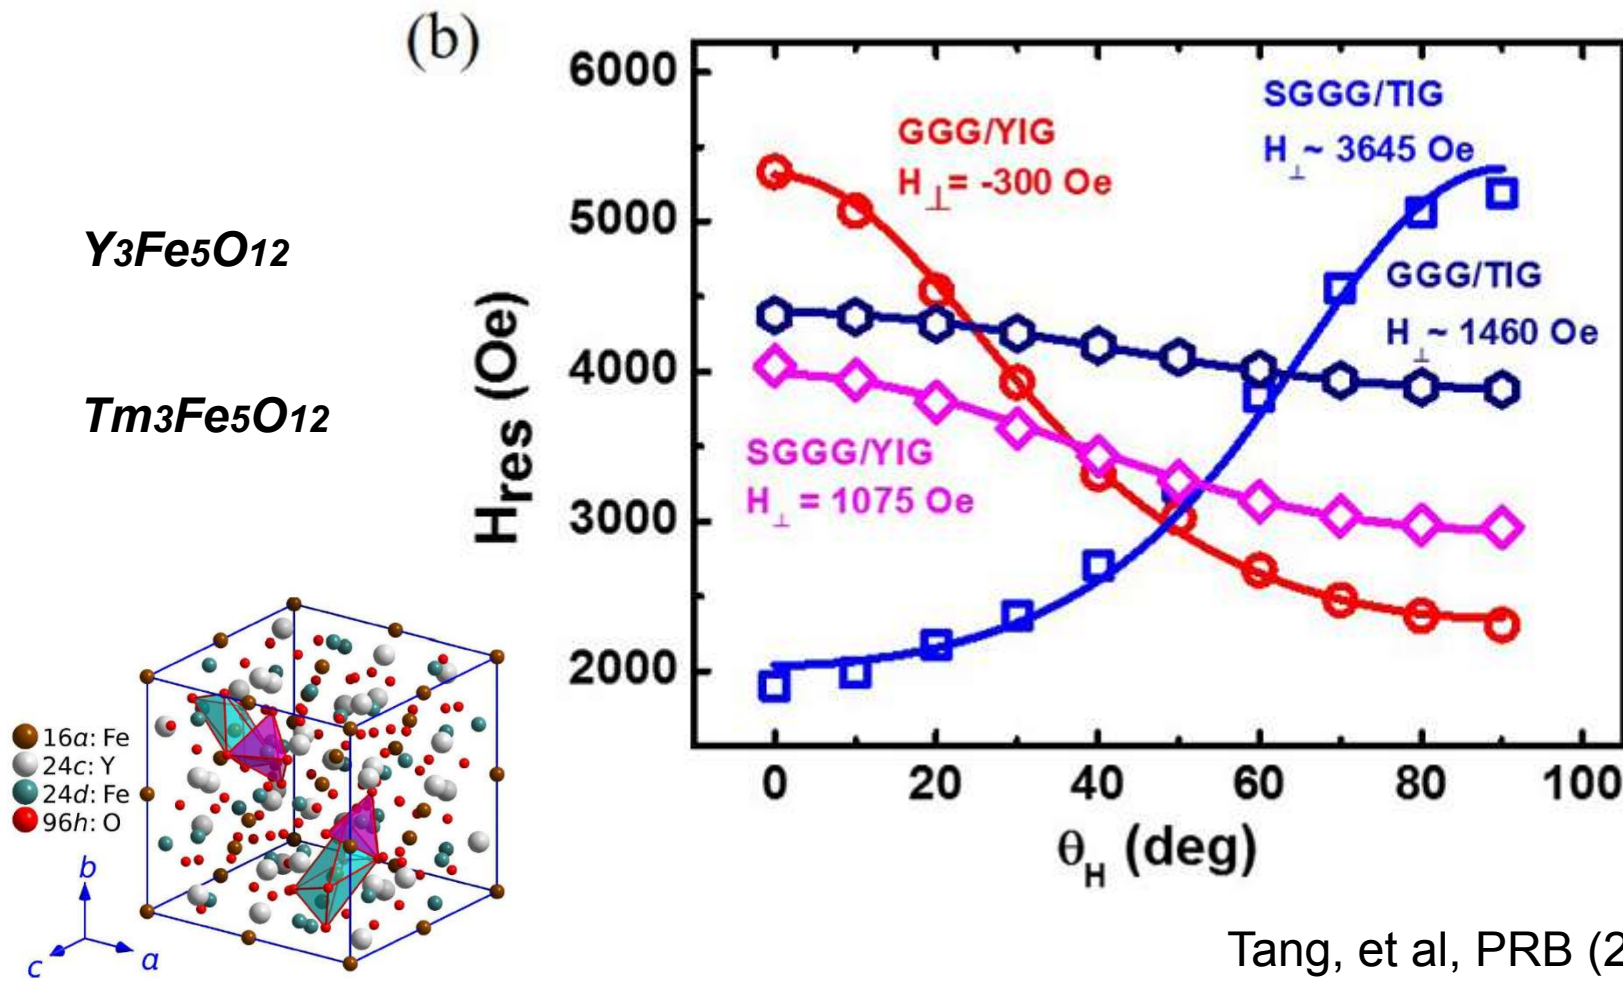 (b)
Y3Fe5O12
Tm3Fe5O12
6000
5000
4000
3000
2000
Hres (Oe)
GGG/YIG
H⊥= -300 Oe
SGGG/TIG
H⊥~ 3645 Oe
GGG/TIG
H⊥~ 1460 Oe
SGGG/YIG
H⊥ = 1075 Oe
0 20 40 60 80 100
θH (deg)
16a: Fe
24c: Y
24d: Fe
96h: O
b
c
a
Tang, et al, PRB (2